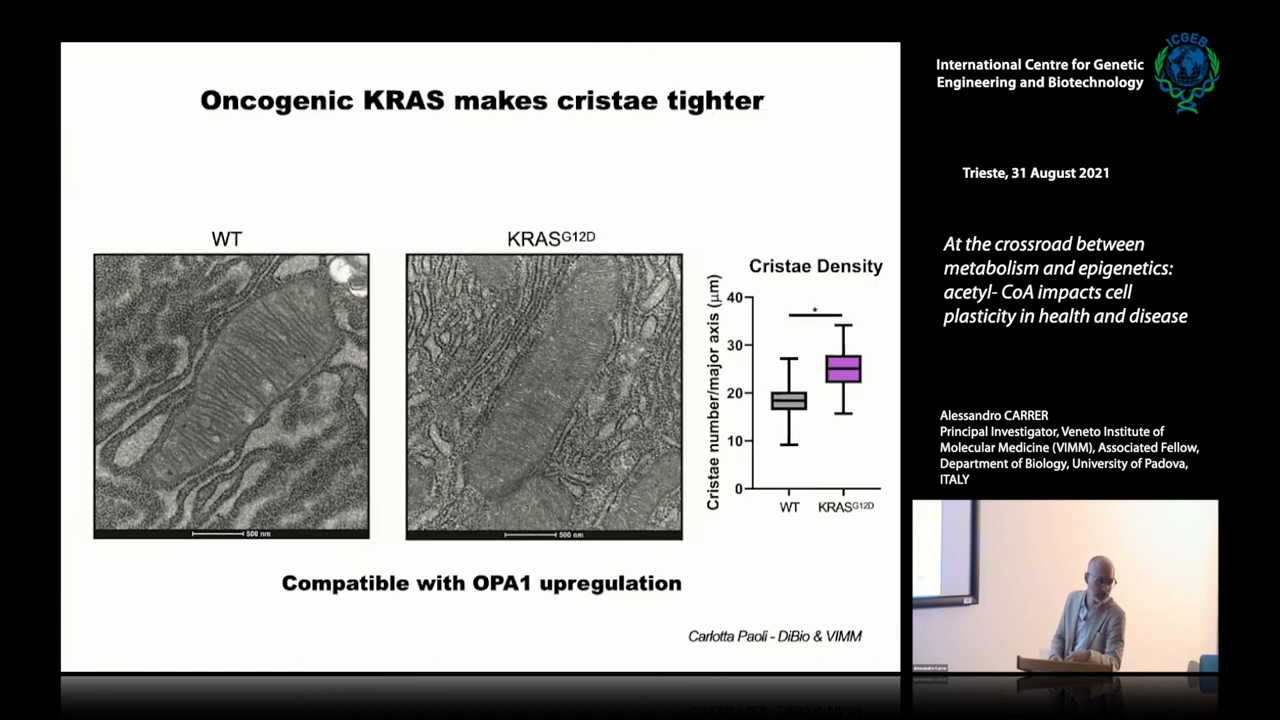 Oncogenic KRAS makes cristae tighter
WT
KRASG12D
500 nm
500 nm
Cristae Density
Cristae number/major axis (μm)
40
30
20
10
0
*
WT
KRASG12D
Compatible with OPA1 upregulation
Carlotta Paoli - DiBio & VIMM
International Centre for Genetic
Engineering and Biotechnology
ICGEB
Trieste, 31 August 2021
At the crossroad between
metabolism and epigenetics:
acetyl- CoA impacts cell
plasticity in health and disease
Alessandro CARRER
Principal Investigator, Veneto Institute of
Molecular Medicine (VIMM), Associated Fellow,
Department of Biology, University of Padova,
ITALY
Alessandro Carrer